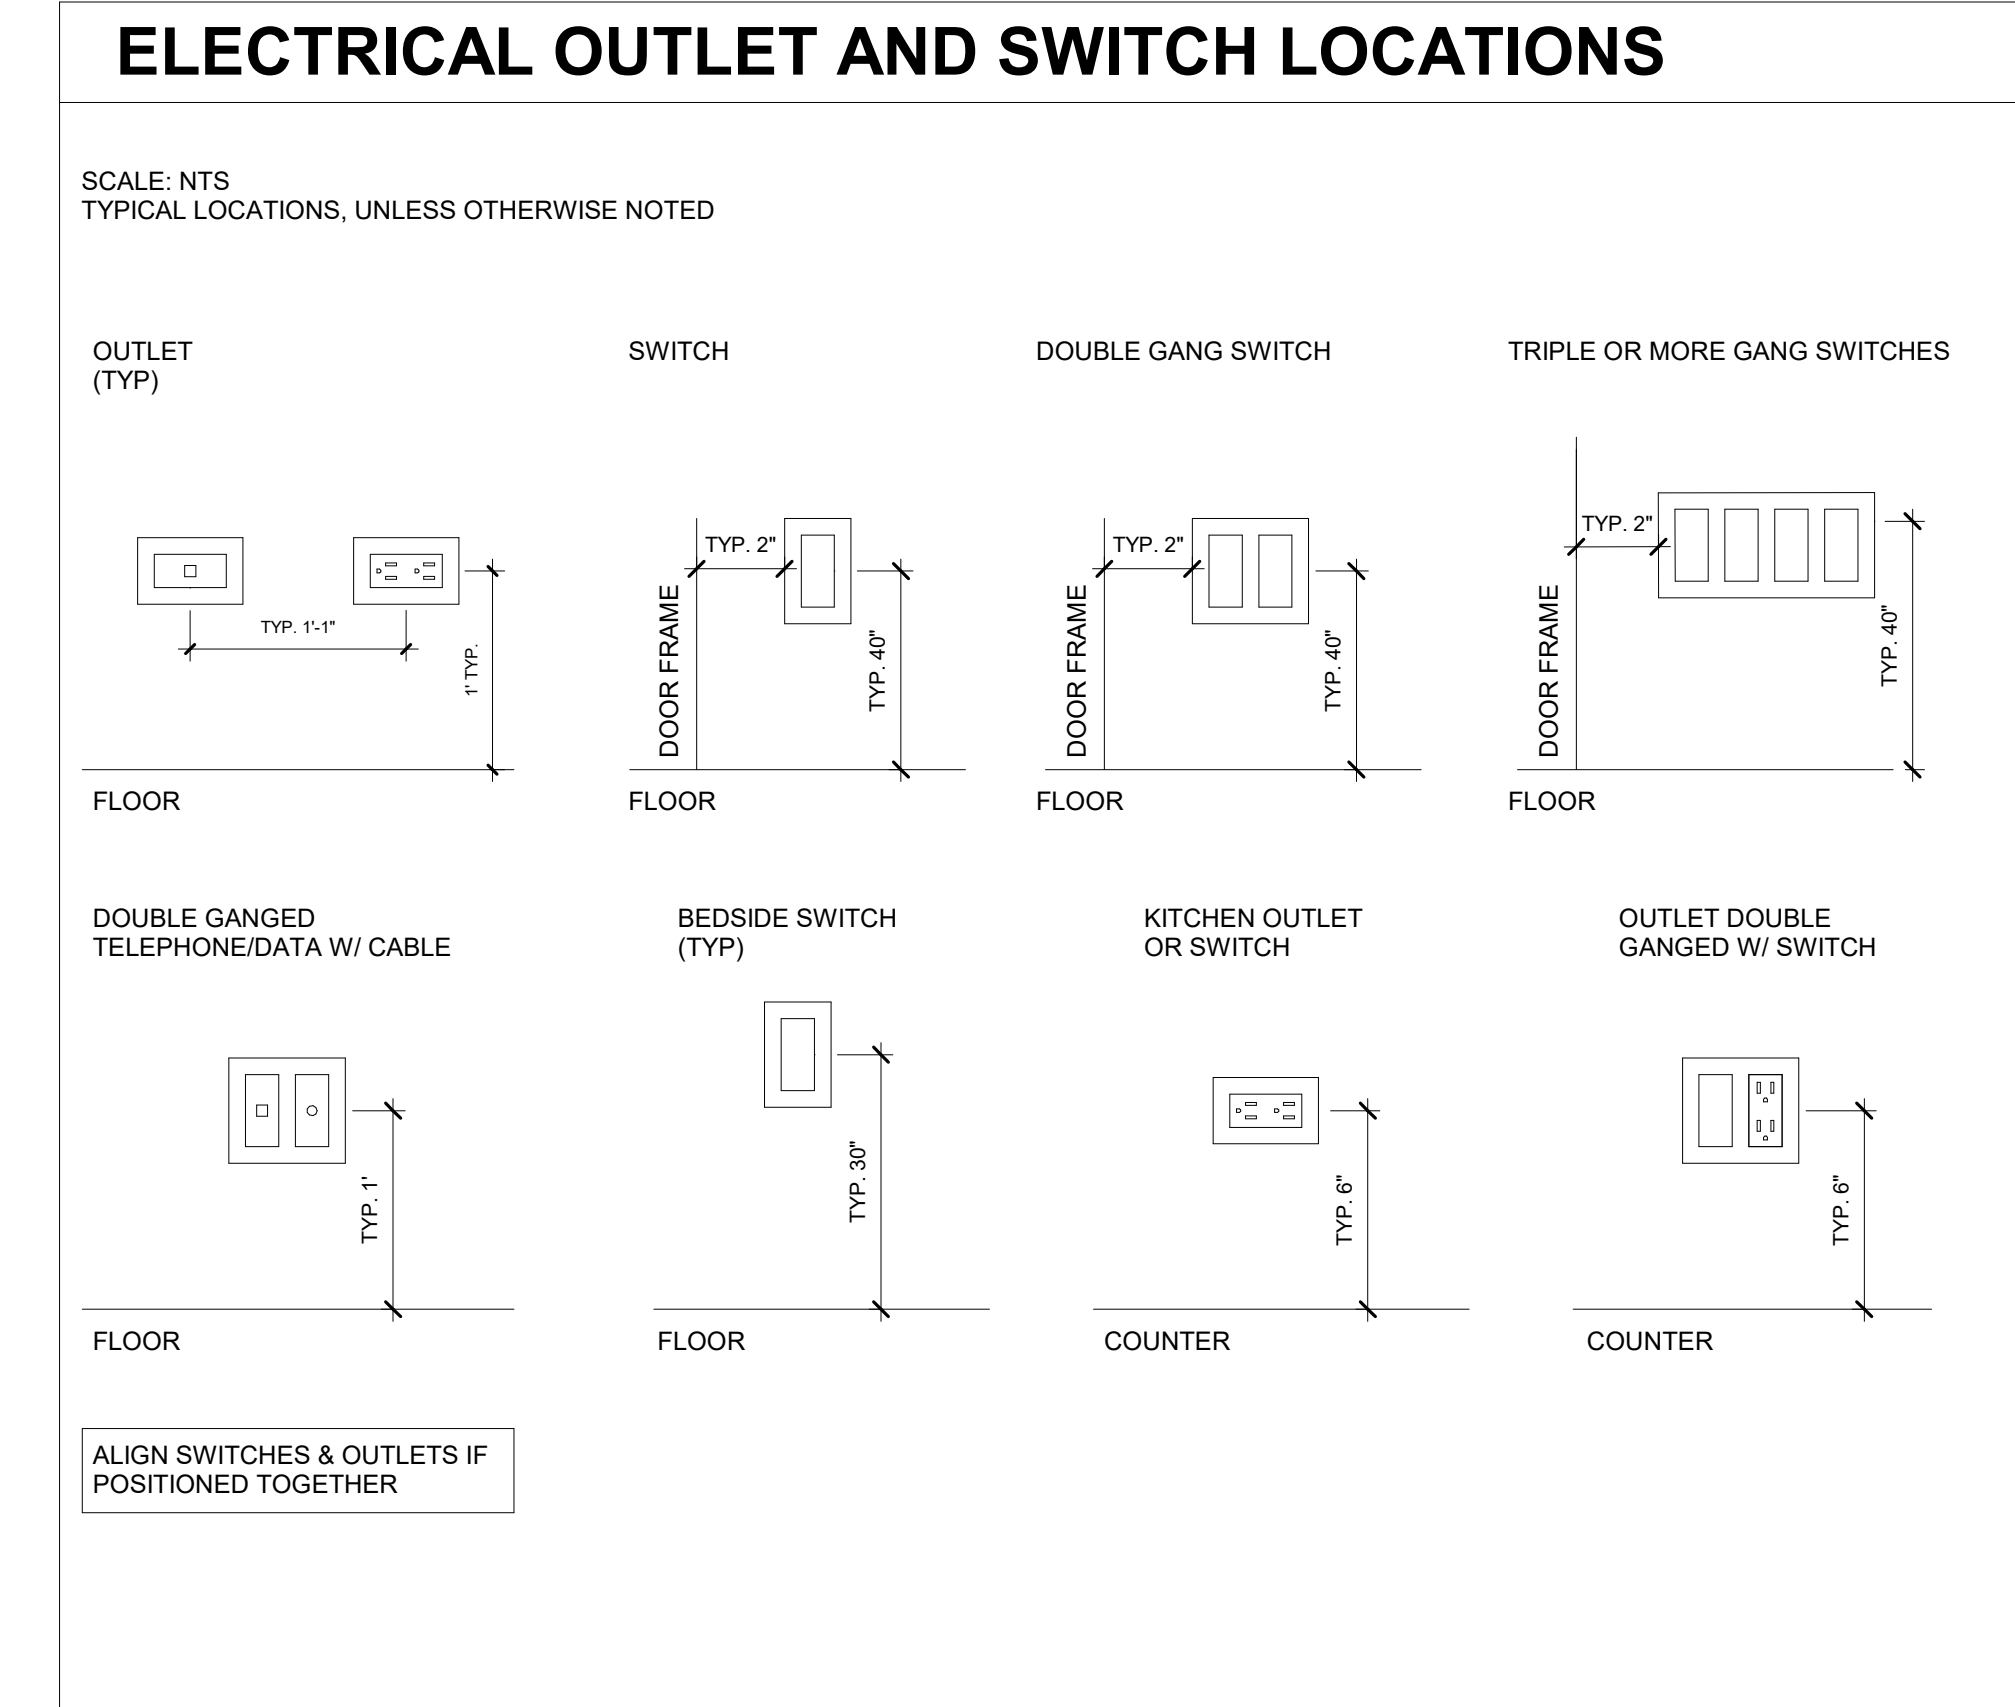 ELECTRICAL OUTLET AND SWITCH LOCATIONS
SCALE: NTS
TYPICAL LOCATIONS, UNLESS OTHERWISE NOTED
OUTLET
(TYP)
TYP. 1'-1"
1' TYP.
FLOOR
SWITCH
TYP. 2"
DOOR FRAME
TYP. 40"
FLOOR
DOUBLE GANG SWITCH
TYP. 2"
DOOR FRAME
TYP. 40"
FLOOR
TRIPLE OR MORE GANG SWITCHES
TYP. 2"
DOOR FRAME
TYP. 40"
FLOOR
DOUBLE GANGED
TELEPHONE/DATA W/ CABLE
TYP. 1'
FLOOR
BEDSIDE SWITCH
(TYP)
TYP. 30"
FLOOR
KITCHEN OUTLET
OR SWITCH
TYP. 6"
COUNTER
OUTLET DOUBLE
GANGED W/ SWITCH
TYP. 6"
COUNTER
ALIGN SWITCHES & OUTLETS IF
POSITIONED TOGETHER